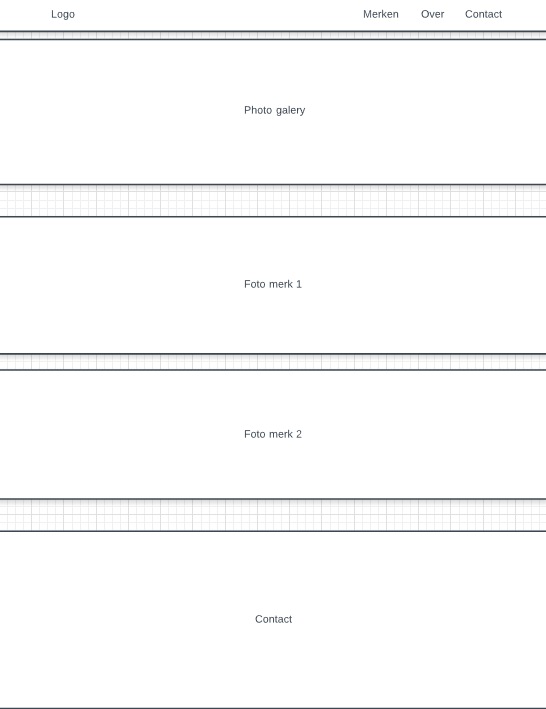 Logo Merken Over Contact
Photo galery
Foto merk 1
Foto merk 2
Contact